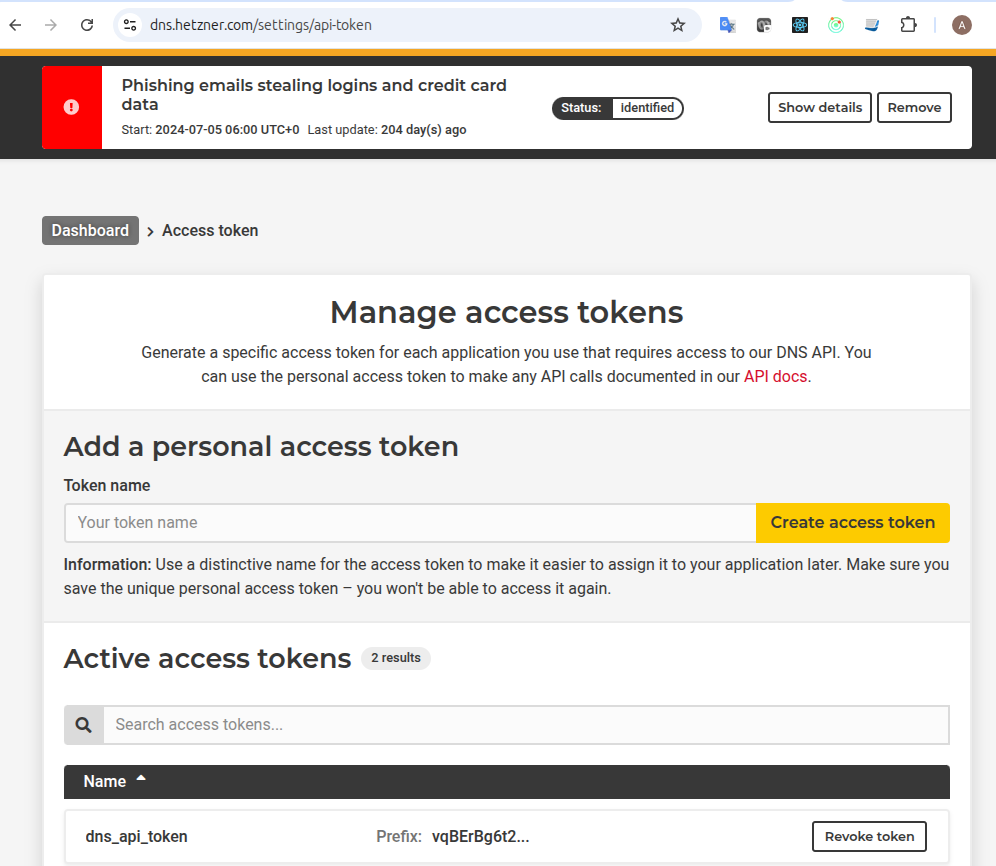 dns.hetzner.com/settings/api-token
A
Phishing emails stealing logins and credit card
data
Start: 2024-07-05 06:00 UTC+0 Last update: 204 day(s) ago
Status: identified
Show details
Remove
Dashboard > Access token
Manage access tokens
Generate a specific access token for each application you use that requires access to our DNS API. You
can use the personal access token to make any API calls documented in our API docs.
Add a personal access token
Token name
Your token name
Create access token
Information: Use a distinctive name for the access token to make it easier to assign it to your application later. Make sure you
save the unique personal access token – you won't be able to access it again.
Active access tokens 2 results
Search access tokens...
Name
dns_api_token Prefix: vqBErBg6t2... Revoke token